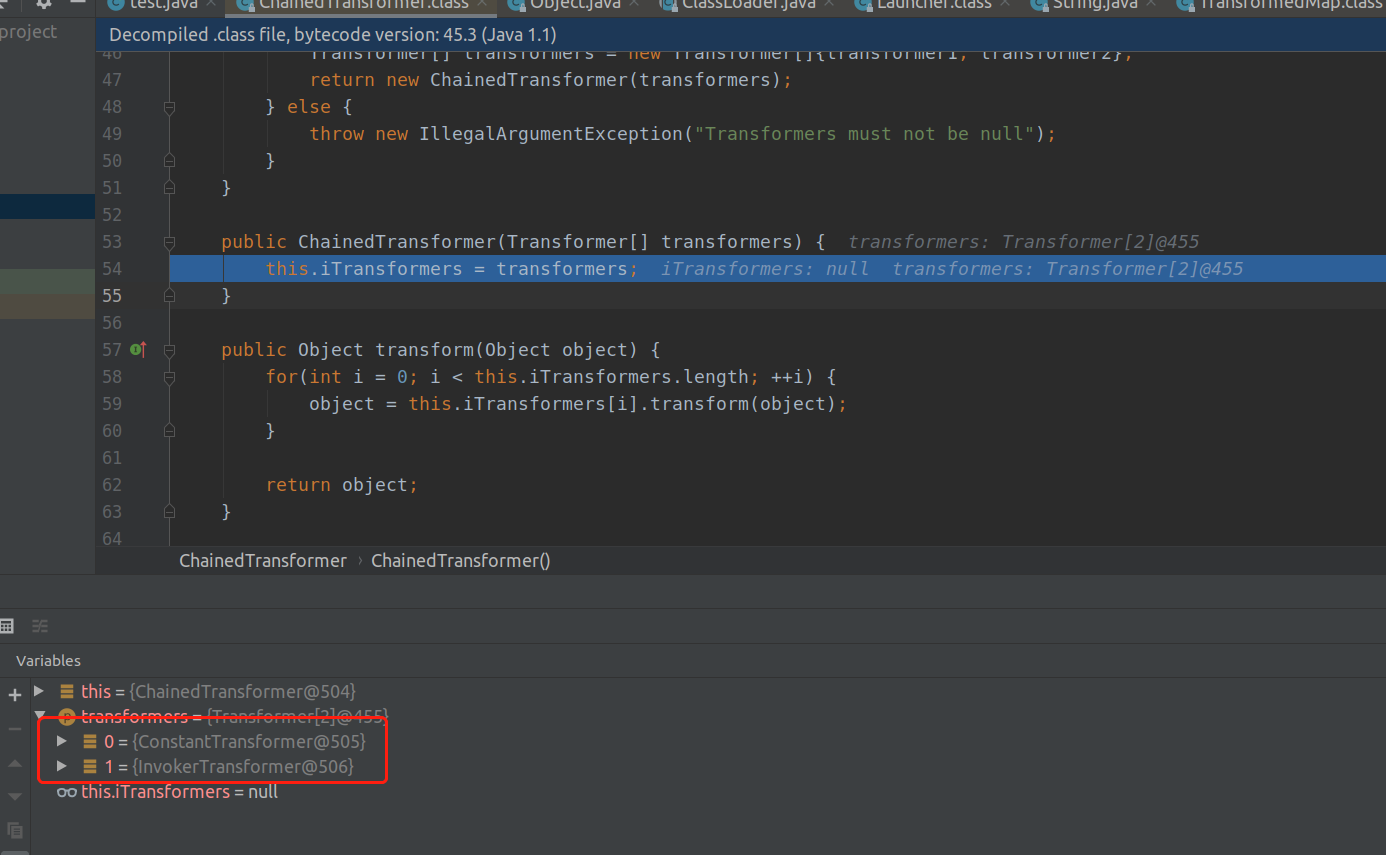 test.java ChainedTransformer.class Object.java ClassLoader.java Launcher.class String.java TransformedMap.class
project
Decompiled .class file, bytecode version: 45.3 (Java 1.1)
46 Transformer[] transformers = new Transformer[]{transformer1, transformer2};
47 return new ChainedTransformer(transformers);
48 } else {
49 throw new IllegalArgumentException("Transformers must not be null");
50 }
51 }
52
53 public ChainedTransformer(Transformer[] transformers) { transformers: Transformer[2]@455
54 this.iTransformers = transformers; iTransformers: null transformers: Transformer[2]@455
55 }
56
57 public Object transform(Object object) {
58 for(int i = 0; i < this.iTransformers.length; ++i) {
59 object = this.iTransformers[i].transform(object);
60 }
61
62 return object;
63 }
64
ChainedTransformer › ChainedTransformer()
Variables
this = {ChainedTransformer@504}
transformers = {Transformer[2]@455}
0 = {ConstantTransformer@505}
1 = {InvokerTransformer@506}
this.iTransformers = null